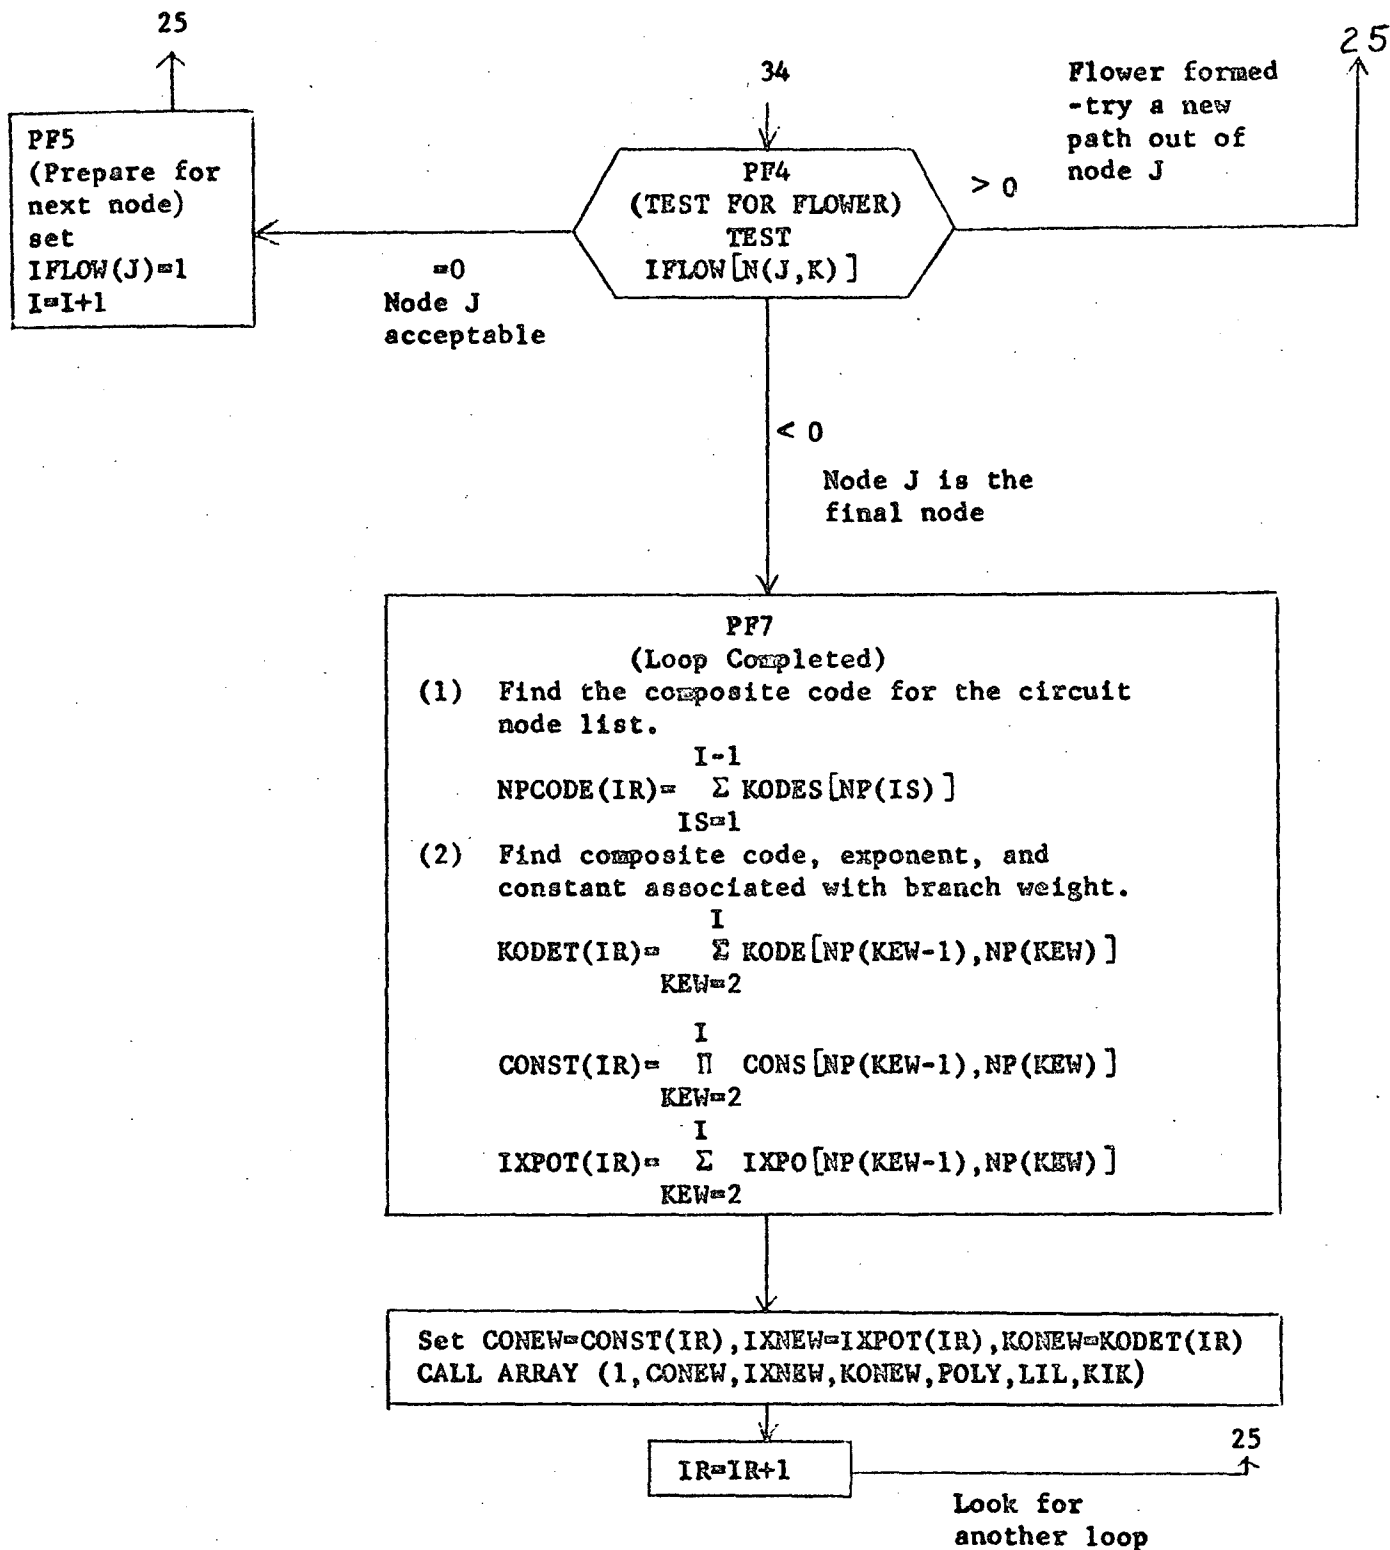 25
PF5
(Prepare for
next node)
set
IFLOW(J)=1
I=I+1
34
PF4
(TEST FOR FLOWER)
TEST
IFLOW[N(J,K)]
=0
Node J
acceptable
> 0
Flower formed
-try a new
path out of
node J
25
< 0
Node J is the
final node
PF7
(Loop Completed)
(1) Find the composite code for the circuit
node list.
I-1
NPCODE(IR)= Σ KODES[NP(IS)]
IS=1
(2) Find composite code, exponent, and
constant associated with branch weight.
I
KODET(IR)= Σ KODE[NP(KEW-1),NP(KEW)]
KEW=2
I
CONST(IR)= Π CONS[NP(KEW-1),NP(KEW)]
KEW=2
I
IXPOT(IR)= Σ IXPO[NP(KEW-1),NP(KEW)]
KEW=2
Set CONEW=CONST(IR),IXNEW=IXPOT(IR),KONEW=KODET(IR)
CALL ARRAY (1,CONEW,IXNEW,KONEW,POLY,LIL,KIK)
IR=IR+1
25
Look for
another loop